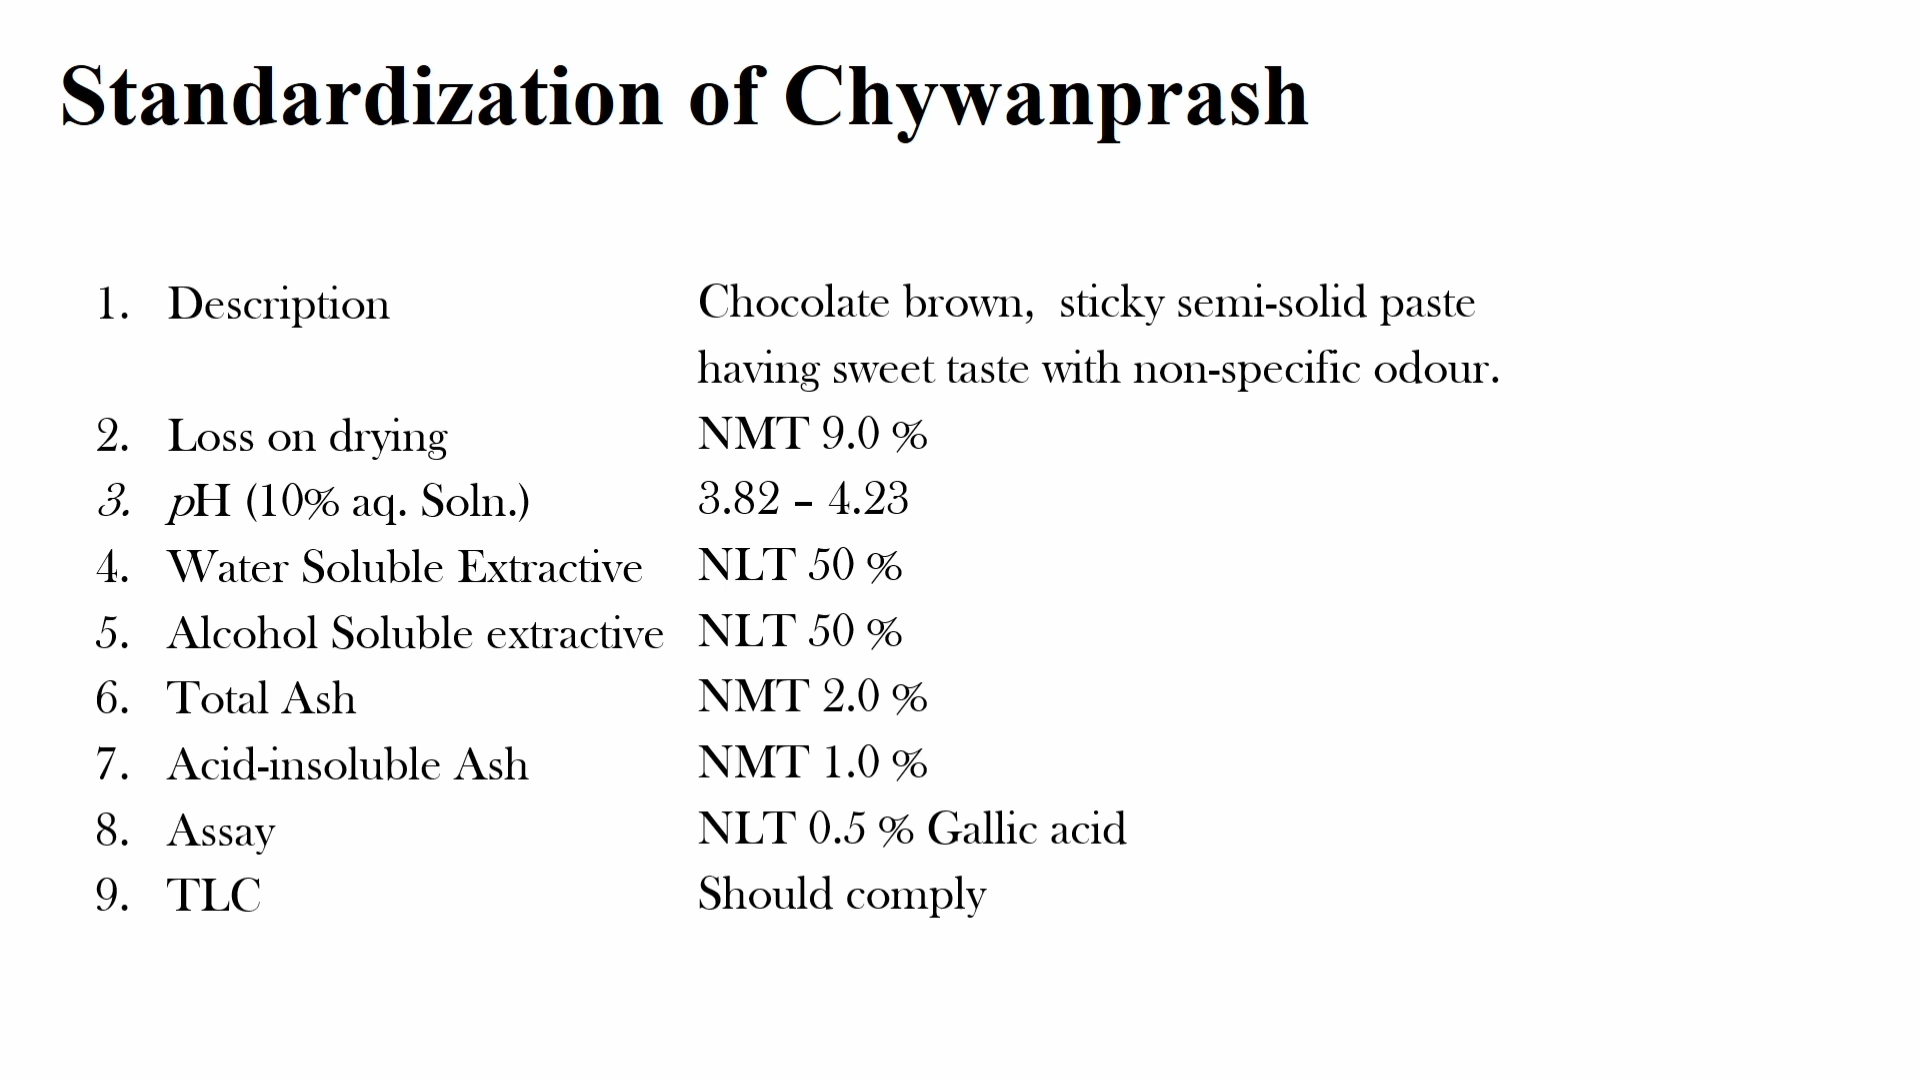 Standardization of Chywanprash
1. Description Chocolate brown, sticky semi-solid paste
having sweet taste with non-specific odour.
2. Loss on drying NMT 9.0 %
3. pH (10% aq. Soln.) 3.82 – 4.23
4. Water Soluble Extractive NLT 50 %
5. Alcohol Soluble extractive NLT 50 %
6. Total Ash NMT 2.0 %
7. Acid-insoluble Ash NMT 1.0 %
8. Assay NLT 0.5 % Gallic acid
9. TLC Should comply